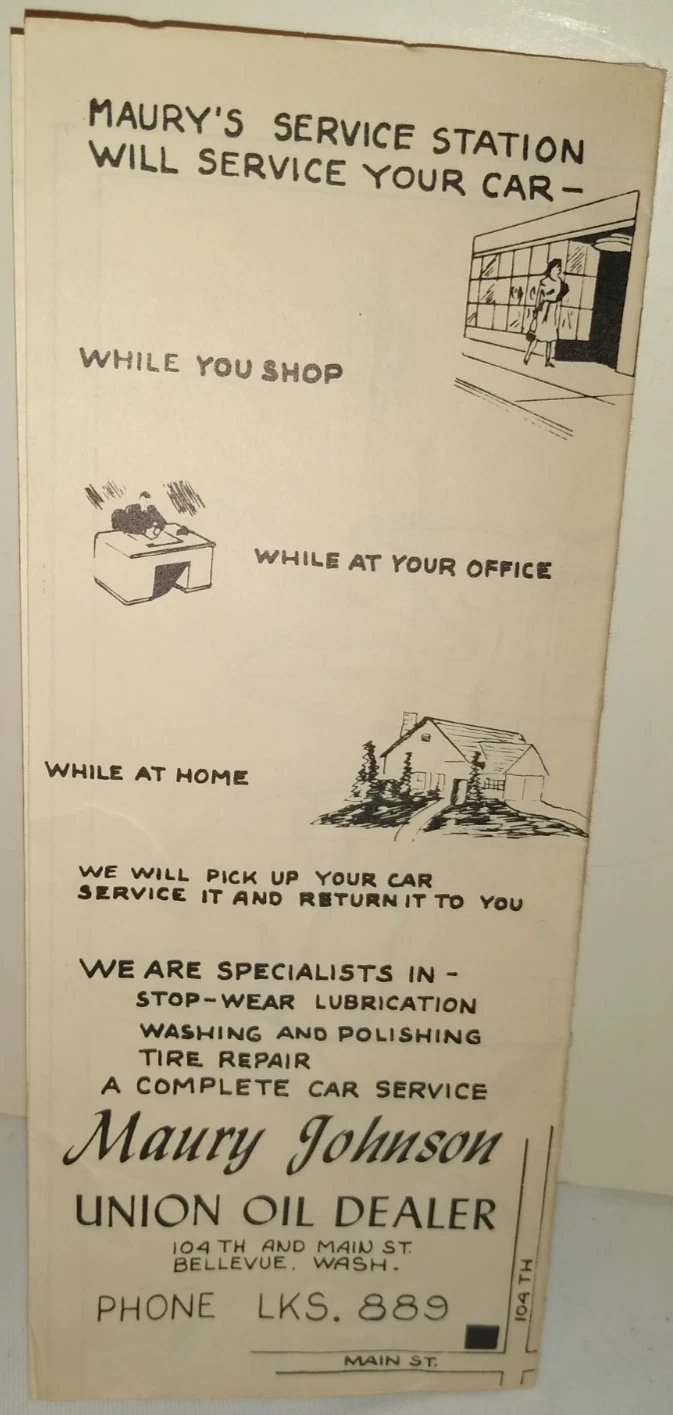 MAURY'S SERVICE STATION
WILL SERVICE YOUR CAR –
WHILE YOU SHOP
WHILE AT YOUR OFFICE
WHILE AT HOME
WE WILL PICK UP YOUR CAR
SERVICE IT AND RETURN IT TO YOU
WE ARE SPECIALISTS IN –
STOP-WEAR LUBRICATION
WASHING AND POLISHING
TIRE REPAIR
A COMPLETE CAR SERVICE
Maury Johnson
UNION OIL DEALER
104 TH AND MAIN ST.
BELLEVUE. WASH.
PHONE LKS. 889
104 TH
MAIN ST.